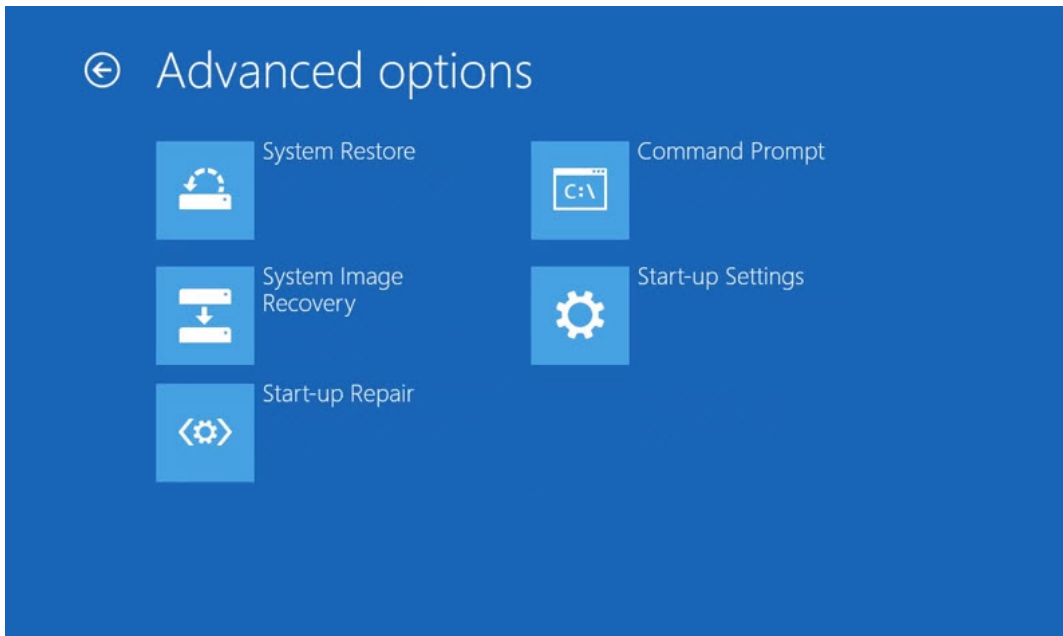 Advanced options
System Restore
Command Prompt
C:\
System Image
Recovery
Start-up Settings
Start-up Repair